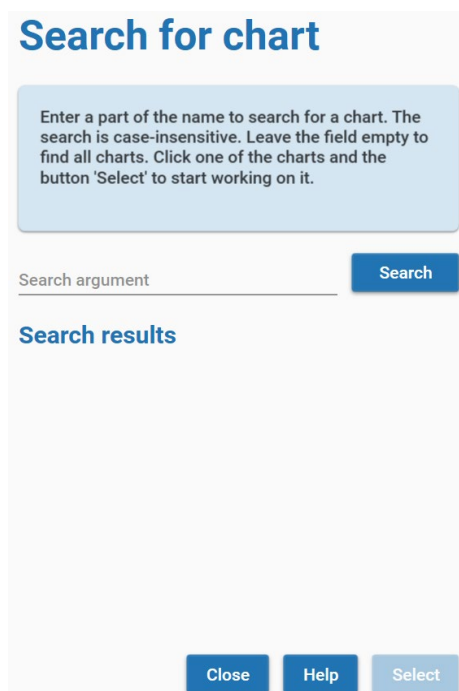 Search for chart
Enter a part of the name to search for a chart. The
search is case-insensitive. Leave the field empty to
find all charts. Click one of the charts and the
button 'Select' to start working on it.
Search argument
Search
Search results
Close
Help
Select